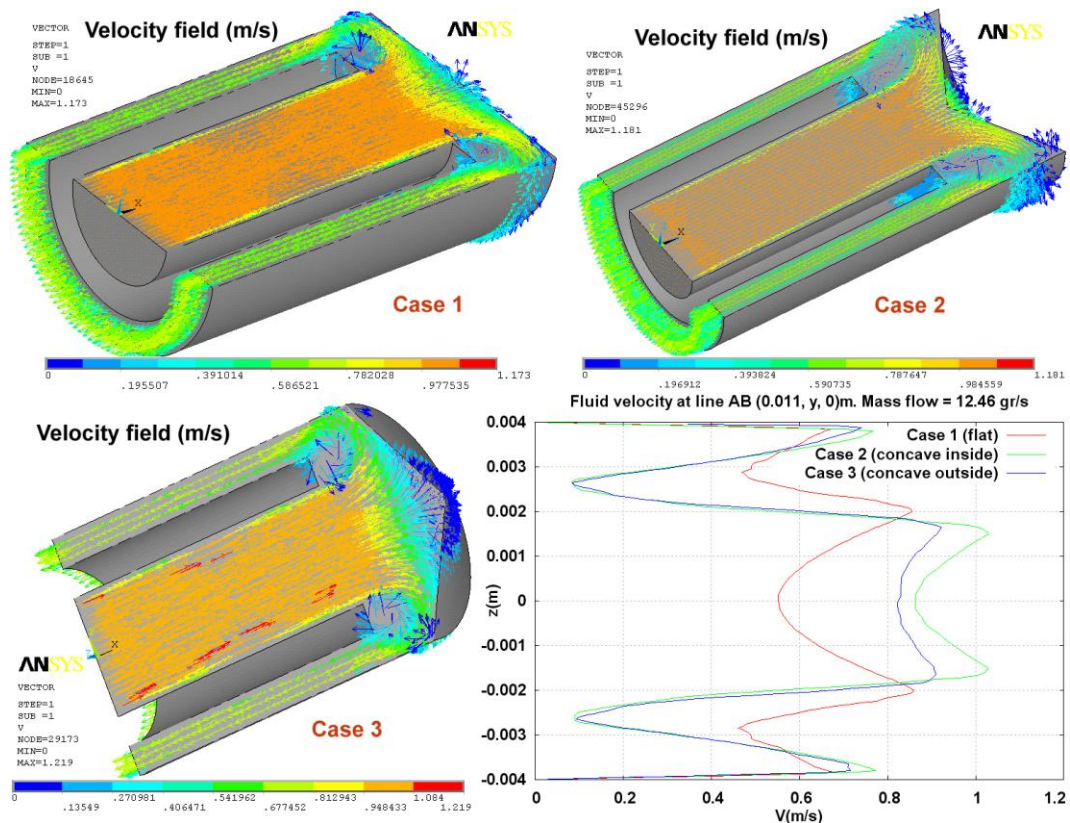 Velocity field (m/s)
ANSYS
VECTOR
STEP=1
SUB =1
V
NODE=18645
MIN=0
MAX=1.173
X
Case 1
0 .195507 .391014 .586521 .782028 .977535 1.173
Velocity field (m/s)
ANSYS
VECTOR
STEP=1
SUB =1
V
NODE=45296
MIN=0
MAX=1.181
X
Case 2
0 .196912 .393824 .590735 .787647 .984559 1.181
Velocity field (m/s)
X
ANSYS
VECTOR
STEP=1
SUB =1
V
NODE=29173
MIN=0
MAX=1.219
Case 3
0 .13549 .270981 .406471 .541962 .677452 .812943 .948433 1.084 1.219
Fluid velocity at line AB (0.011, y, 0)m. Mass flow = 12.46 gr/s
Case 1 (flat)
Case 2 (concave inside)
Case 3 (concave outside)
0.004
0.003
0.002
0.001
0
-0.001
-0.002
-0.003
-0.004
z(m)
0 0.2 0.4 0.6 0.8 1 1.2
V(m/s)